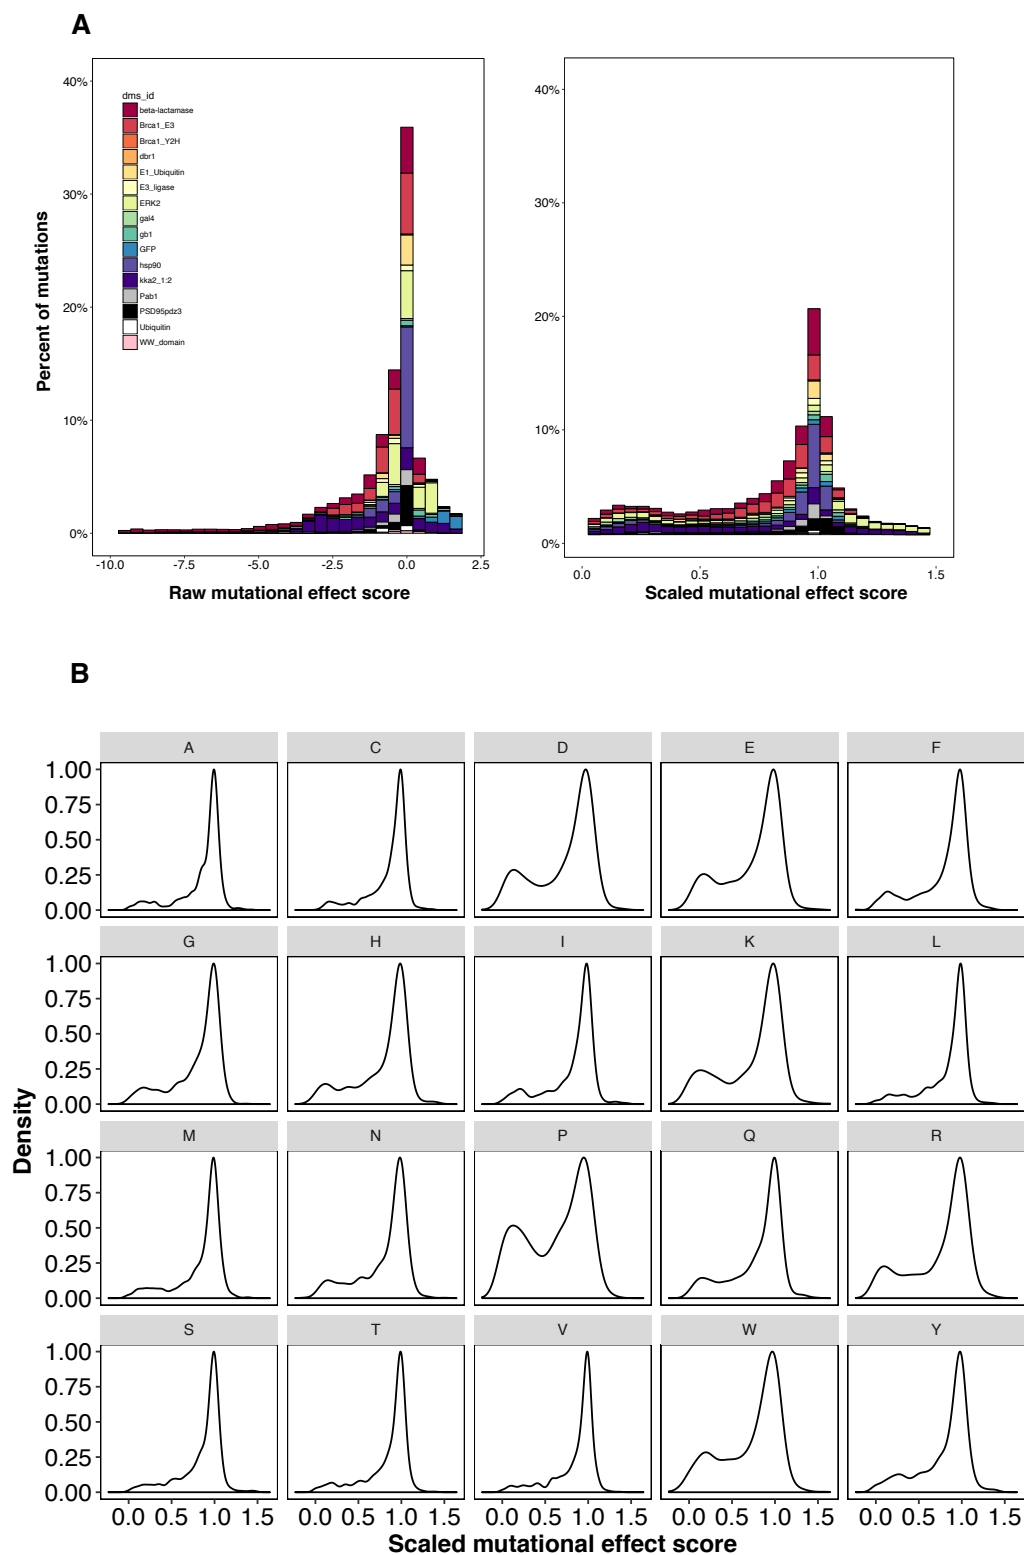 A
40%
30%
20%
10%
0%
Percent of mutations
dms_id
beta-lactamase
Brca1_E3
Brca1_Y2H
dbr1
E1_Ubiquitin
E3_ligase
ERK2
gal4
gb1
GFP
hsp90
kka2_1:2
Pab1
PSD95pdz3
Ubiquitin
WW_domain
-10.0 -7.5 -5.0 -2.5 0.0 2.5
Raw mutational effect score
40%
30%
20%
10%
0%
0.0 0.5 1.0 1.5
Scaled mutational effect score
B
Density
A C D E F
1.00
0.75
0.50
0.25
0.00
G H I K L
1.00
0.75
0.50
0.25
0.00
M N P Q R
1.00
0.75
0.50
0.25
0.00
S T V W Y
1.00
0.75
0.50
0.25
0.00
0.0 0.5 1.0 1.5 0.0 0.5 1.0 1.5 0.0 0.5 1.0 1.5 0.0 0.5 1.0 1.5 0.0 0.5 1.0 1.5
Scaled mutational effect score